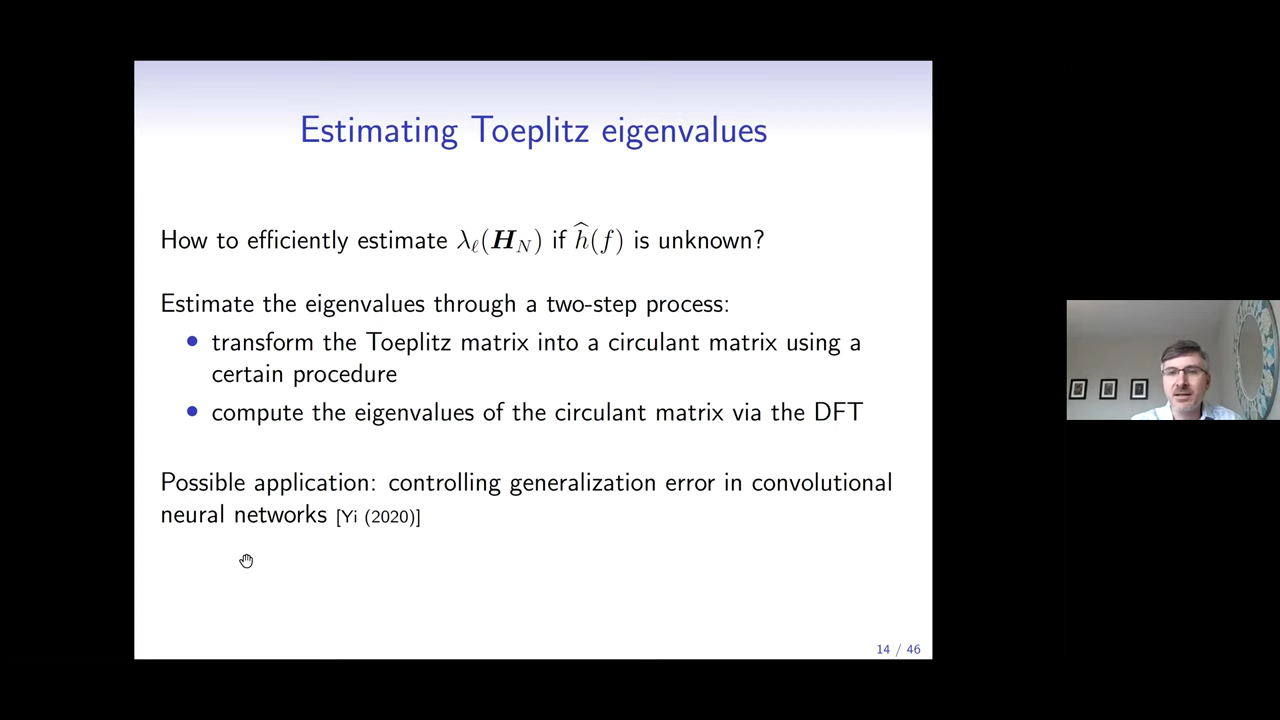 Estimating Toeplitz eigenvalues
How to efficiently estimate λ_ℓ(𝑯_N) if ĥ(f) is unknown?
Estimate the eigenvalues through a two-step process:
• transform the Toeplitz matrix into a circulant matrix using a
certain procedure
• compute the eigenvalues of the circulant matrix via the DFT
Possible application: controlling generalization error in convolutional
neural networks [Yi (2020)]
14 / 46